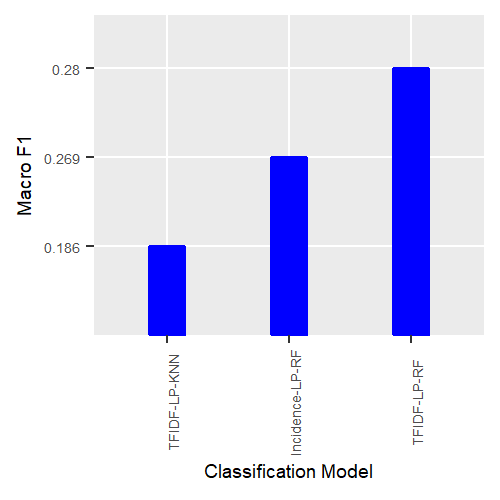 0.28
0.269
0.186
Macro F1
TFIDF-LP-KNN
Incidence-LP-RF
TFIDF-LP-RF
Classification Model